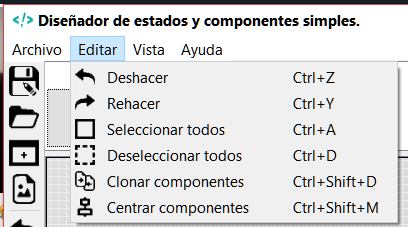 </> Diseñador de estados y componentes simples.
Archivo Editar Vista Ayuda
Deshacer Ctrl+Z
Rehacer Ctrl+Y
Seleccionar todos Ctrl+A
Deseleccionar todos Ctrl+D
Clonar componentes Ctrl+Shift+D
Centrar componentes Ctrl+Shift+M